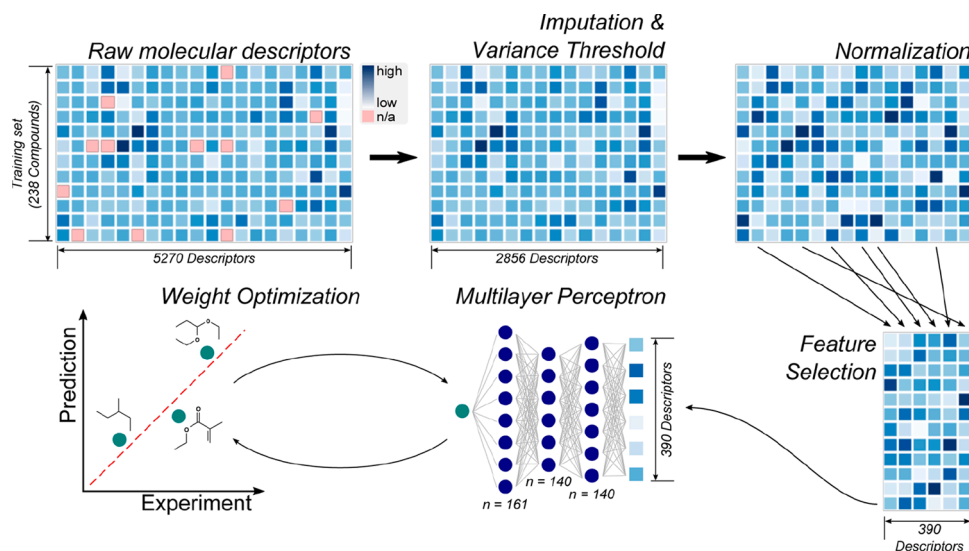 Raw molecular descriptors
Imputation &
Variance Threshold
Normalization
Training set
(238 Compounds)
high
low
n/a
5270 Descriptors
2856 Descriptors
Weight Optimization
Multilayer Perceptron
Feature
Selection
Prediction
Experiment
O
O
O
O
n = 161
n = 140
n = 140
390 Descriptors
390
Descriptors